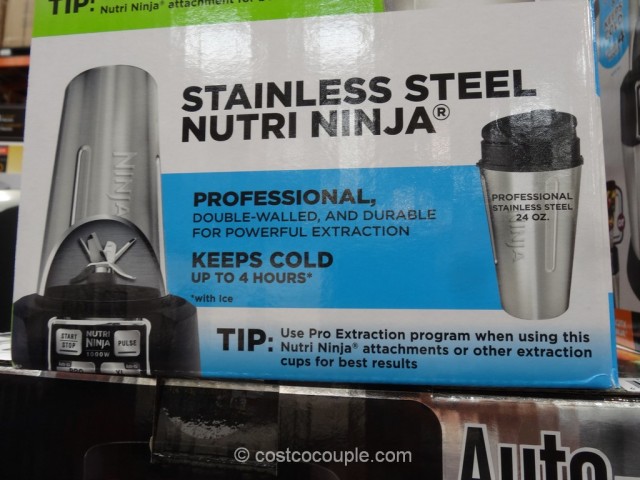 TIP:
Nutri Ninja® attachment for
STAINLESS STEEL
NUTRI NINJA®
NINJA
PROFESSIONAL
STAINLESS STEEL
24 OZ.
NINJA
PROFESSIONAL,
DOUBLE-WALLED, AND DURABLE
FOR POWERFUL EXTRACTION
KEEPS COLD
UP TO 4 HOURS*
*with Ice
START
STOP
NUTRI
NINJA
PULSE
TIP:
Use Pro Extraction program when using this
Nutri Ninja® attachments or other extraction
cups for best results
Auto-
© costcocouple.com